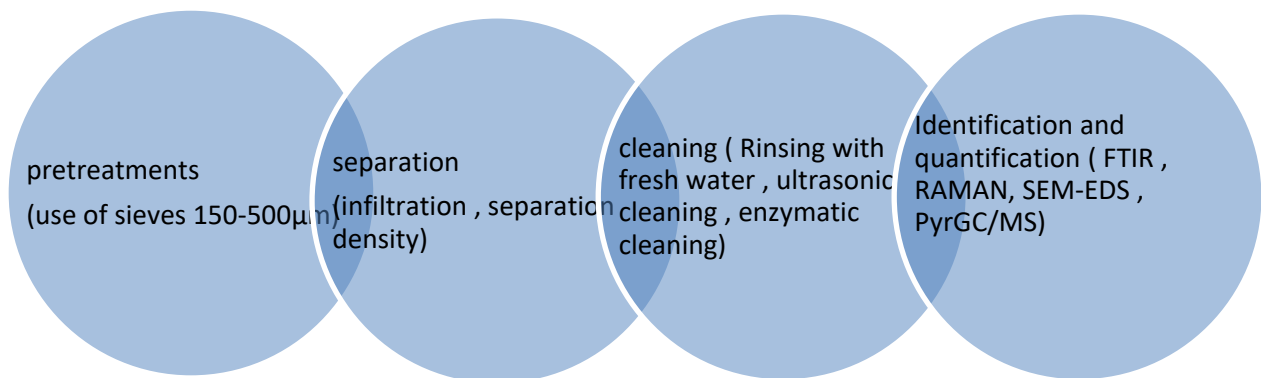 pretreatments
(use of sieves 150-500µm)
separation
(infiltration , separation
density)
cleaning ( Rinsing with
fresh water , ultrasonic
cleaning , enzymatic
cleaning)
Identification and
quantification ( FTIR ,
RAMAN, SEM-EDS ,
PyrGC/MS)